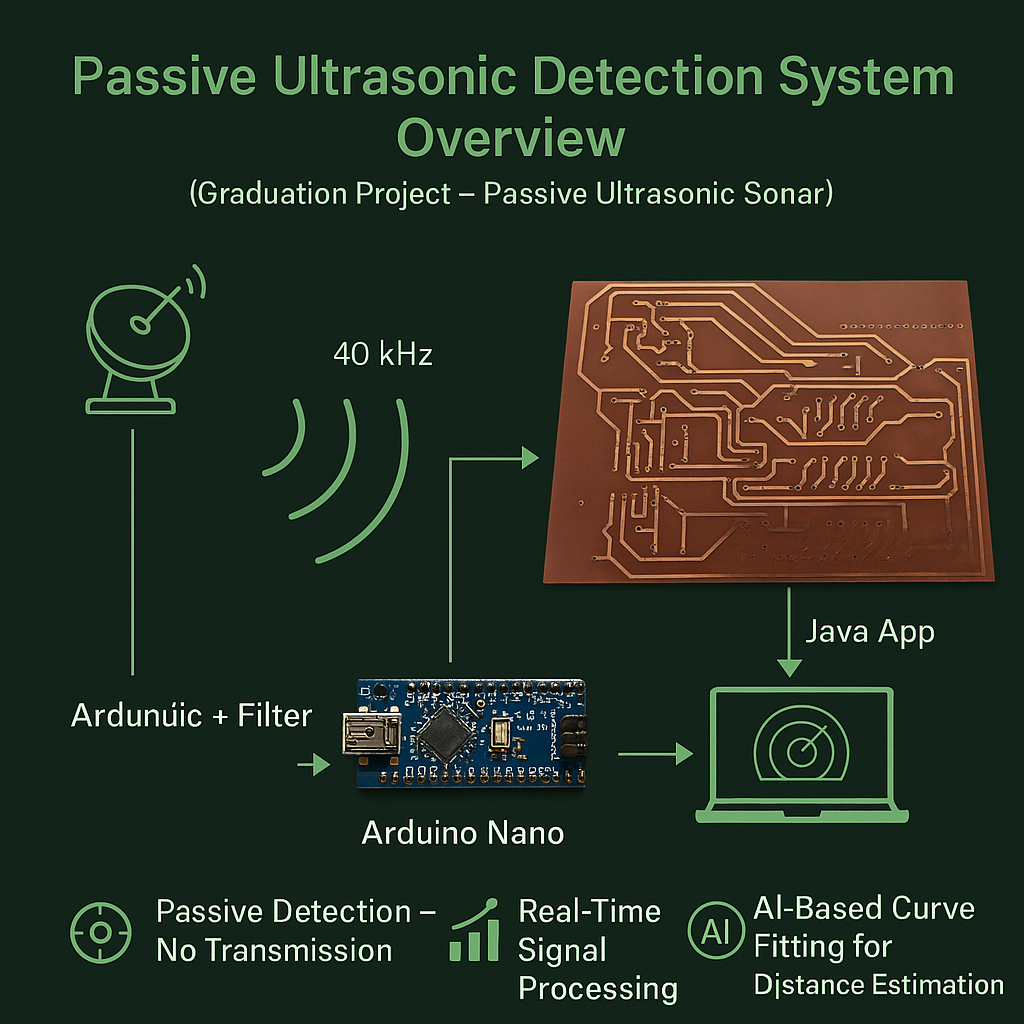 Passive Ultrasonic Detection System
Overview
(Graduation Project – Passive Ultrasonic Sonar)
40 kHz
Java App
Ardunúic + Filter
Arduino Nano
Passive Detection –
No Transmission
Real-Time
Signal
Processing
AI
AI-Based Curve
Fitting for
Djstance Estimation